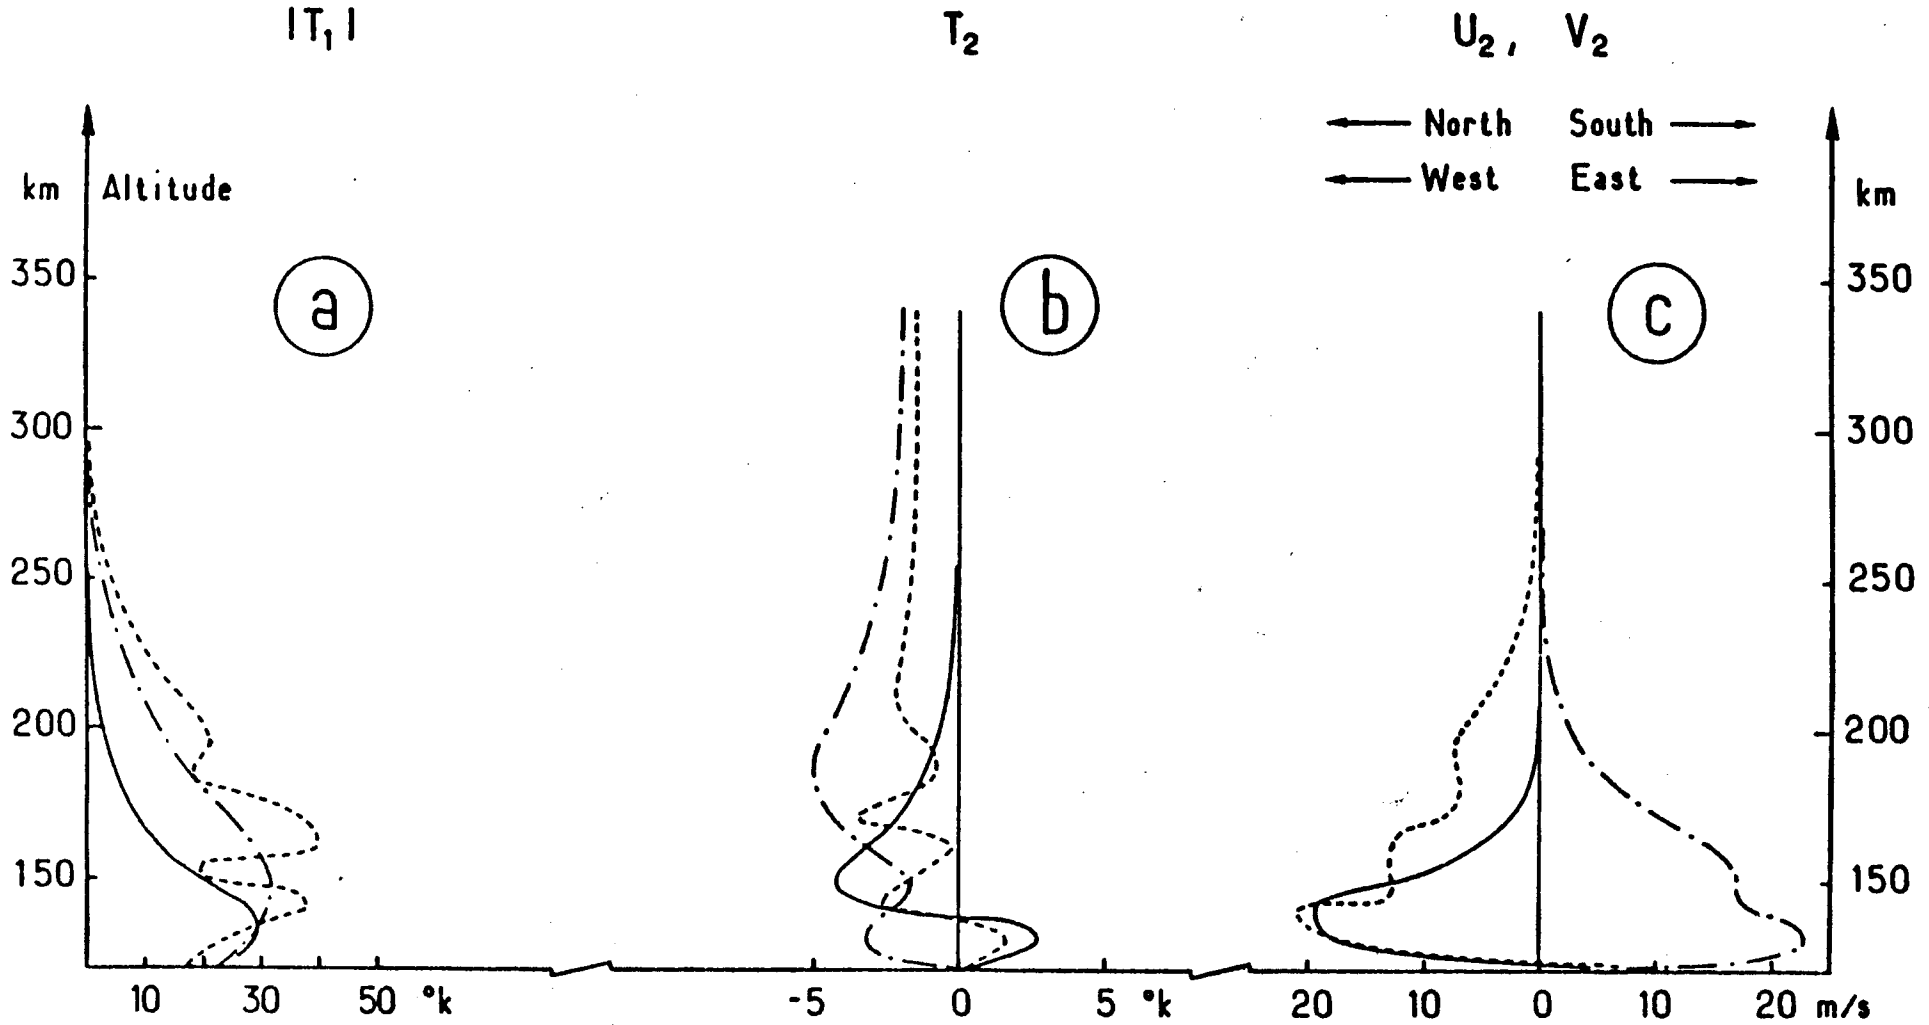 |T₁| T₂ U₂, V₂
North South
West East
km Altitude km
a b c
350 350
300 300
250 250
200 200
150 150
10 30 50 °k -5 0 5 °k 20 10 0 10 20 m/s